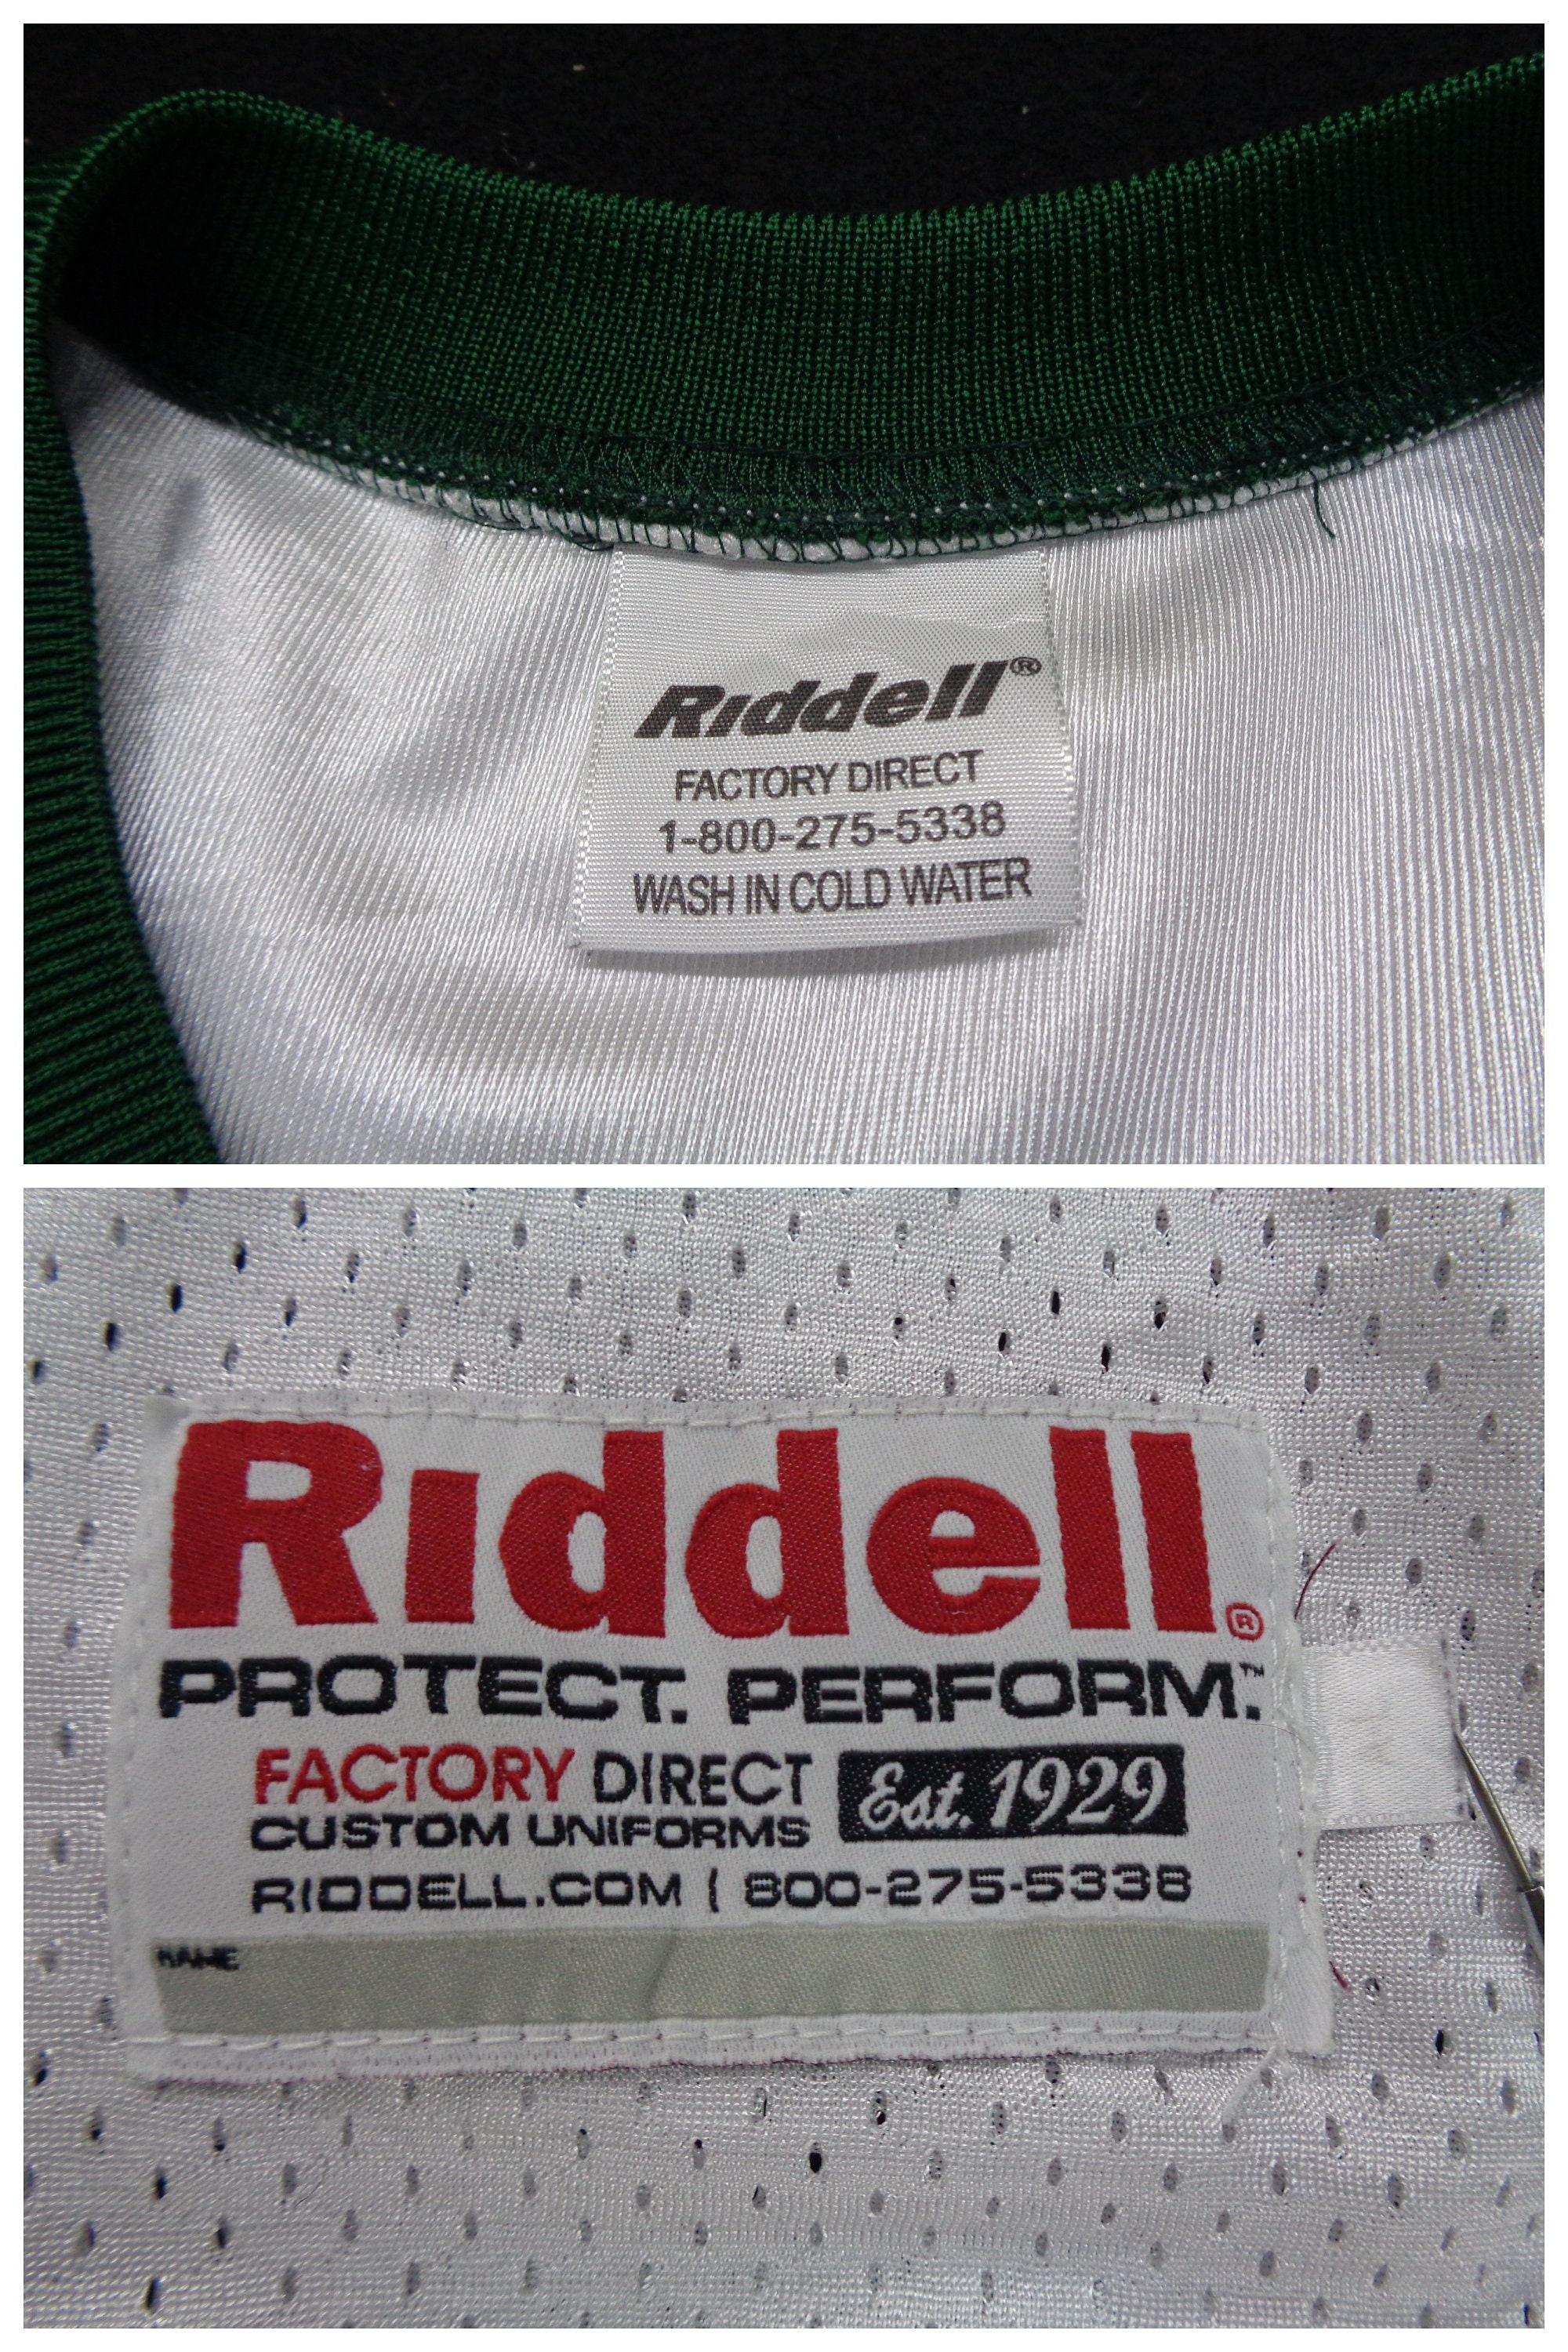 Riddell®
FACTORY DIRECT
1-800-275-5338
WASH IN COLD WATER
Riddell®
PROTECT. PERFORM.™
FACTORY DIRECT Est. 1929
CUSTOM UNIFORMS
RIDDELL.COM | 800-275-5338
NAME